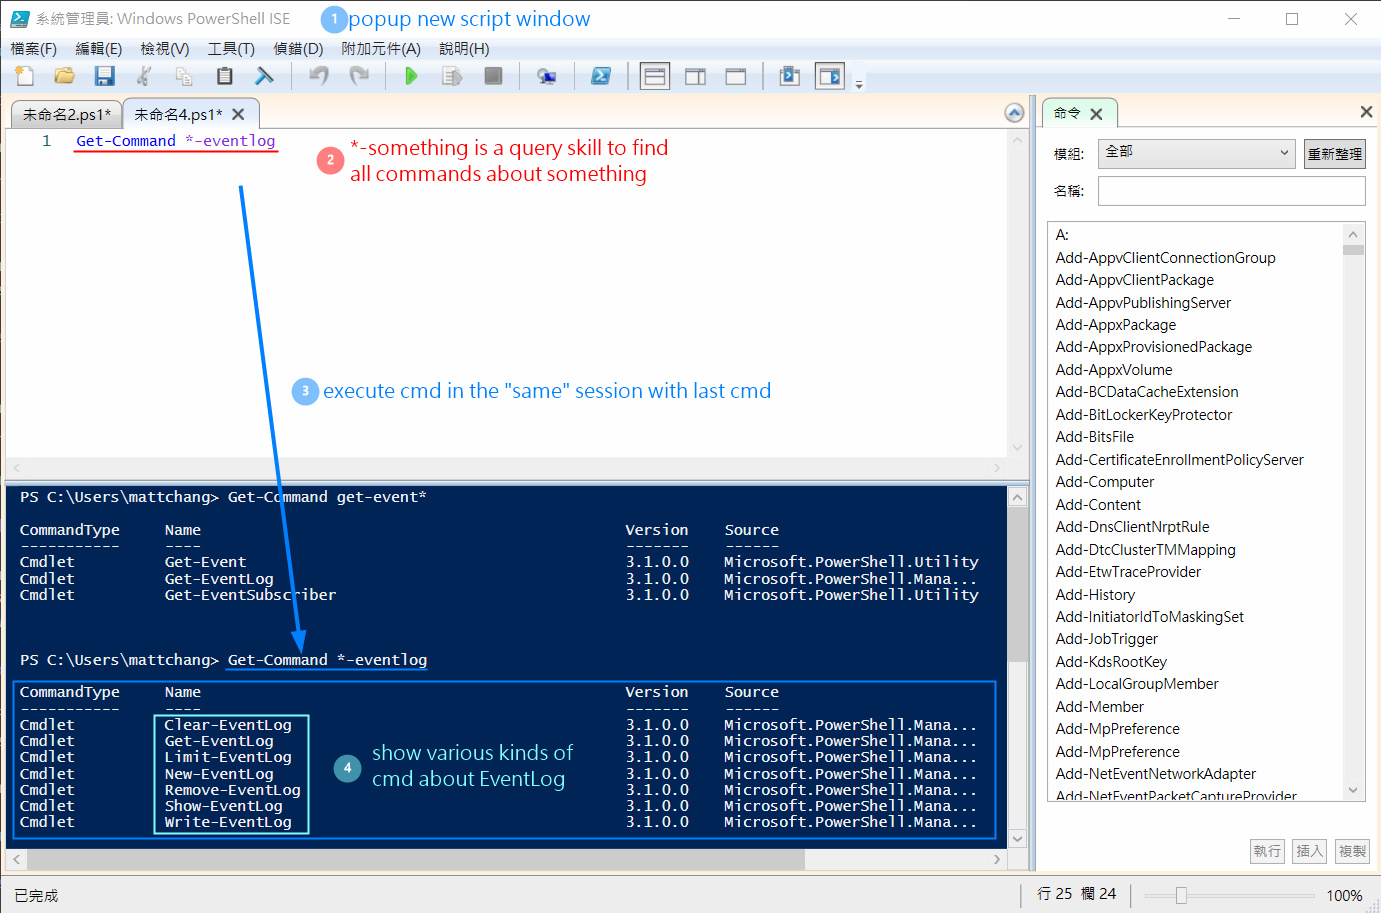 系統管理員: Windows PowerShell ISE
1 popup new script window
檔案(F) 編輯(E) 檢視(V) 工具(T) 偵錯(D) 附加元件(A) 說明(H)
未命名2.ps1* 未命名4.ps1*
1 Get-Command *-eventlog
2 *-something is a query skill to find
all commands about something
3 execute cmd in the "same" session with last cmd
PS C:\Users\mattchang> Get-Command get-event*
CommandType Name Version Source
----------- ---- ------- ------
Cmdlet Get-Event 3.1.0.0 Microsoft.PowerShell.Utility
Cmdlet Get-EventLog 3.1.0.0 Microsoft.PowerShell.Mana...
Cmdlet Get-EventSubscriber 3.1.0.0 Microsoft.PowerShell.Utility
PS C:\Users\mattchang> Get-Command *-eventlog
CommandType Name Version Source
----------- ---- ------- ------
Cmdlet Clear-EventLog 3.1.0.0 Microsoft.PowerShell.Mana...
Cmdlet Get-EventLog 3.1.0.0 Microsoft.PowerShell.Mana...
Cmdlet Limit-EventLog 3.1.0.0 Microsoft.PowerShell.Mana...
Cmdlet New-EventLog 3.1.0.0 Microsoft.PowerShell.Mana...
Cmdlet Remove-EventLog 3.1.0.0 Microsoft.PowerShell.Mana...
Cmdlet Show-EventLog 3.1.0.0 Microsoft.PowerShell.Mana...
Cmdlet Write-EventLog 3.1.0.0 Microsoft.PowerShell.Mana...
4 show various kinds of
cmd about EventLog
命令
模組: 全部 重新整理
名稱:
A:
Add-AppvClientConnectionGroup
Add-AppvClientPackage
Add-AppvPublishingServer
Add-AppxPackage
Add-AppxProvisionedPackage
Add-AppxVolume
Add-BCDataCacheExtension
Add-BitLockerKeyProtector
Add-BitsFile
Add-CertificateEnrollmentPolicyServer
Add-Computer
Add-Content
Add-DnsClientNrptRule
Add-DtcClusterTMMapping
Add-EtwTraceProvider
Add-History
Add-InitiatorIdToMaskingSet
Add-JobTrigger
Add-KdsRootKey
Add-LocalGroupMember
Add-Member
Add-MpPreference
Add-MpPreference
Add-NetEventNetworkAdapter
Add-NetEventPacketCaptureProvider
執行 插入 複製
已完成
行 25 欄 24
100%